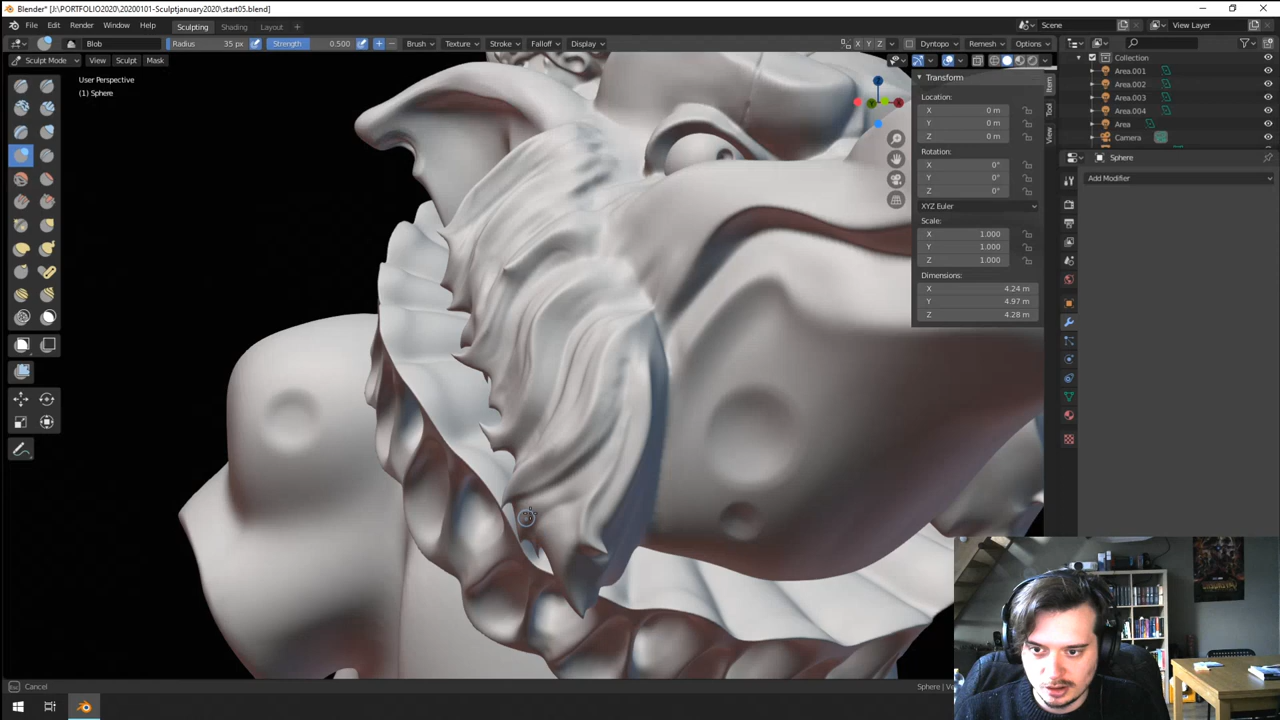 Blender* [J:\PORTFOLIO2020\20200101-Sculptjanuary2020\start05.blend]
File Edit Render Window Help Sculpting Shading Layout Scene View Layer
Blob Radius 35 px Strength 0.500 Brush Texture Stroke Falloff Display X Y Z Dyntopo Remesh Options
Sculpt Mode View Sculpt Mask
User Perspective
(1) Sphere
Transform
Location:
X 0 m
Y 0 m
Z 0 m
Rotation:
X 0°
Y 0°
Z 0°
XYZ Euler
Scale:
X 1.000
Y 1.000
Z 1.000
Dimensions:
X 4.24 m
Y 4.97 m
Z 4.28 m
Item
Tool
View
Collection
Area.001
Area.002
Area.003
Area.004
Area
Camera
Sphere
Add Modifier
Cancel
Sphere